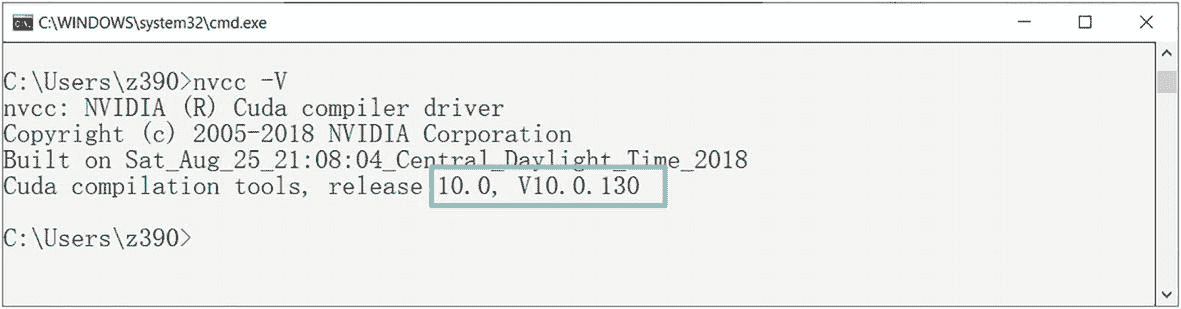 C:\WINDOWS\system32\cmd.exe
C:\Users\z390>nvcc -V
nvcc: NVIDIA (R) Cuda compiler driver
Copyright (c) 2005-2018 NVIDIA Corporation
Built on Sat_Aug_25_21:08:04_Central_Daylight_Time_2018
Cuda compilation tools, release 10.0, V10.0.130
C:\Users\z390>